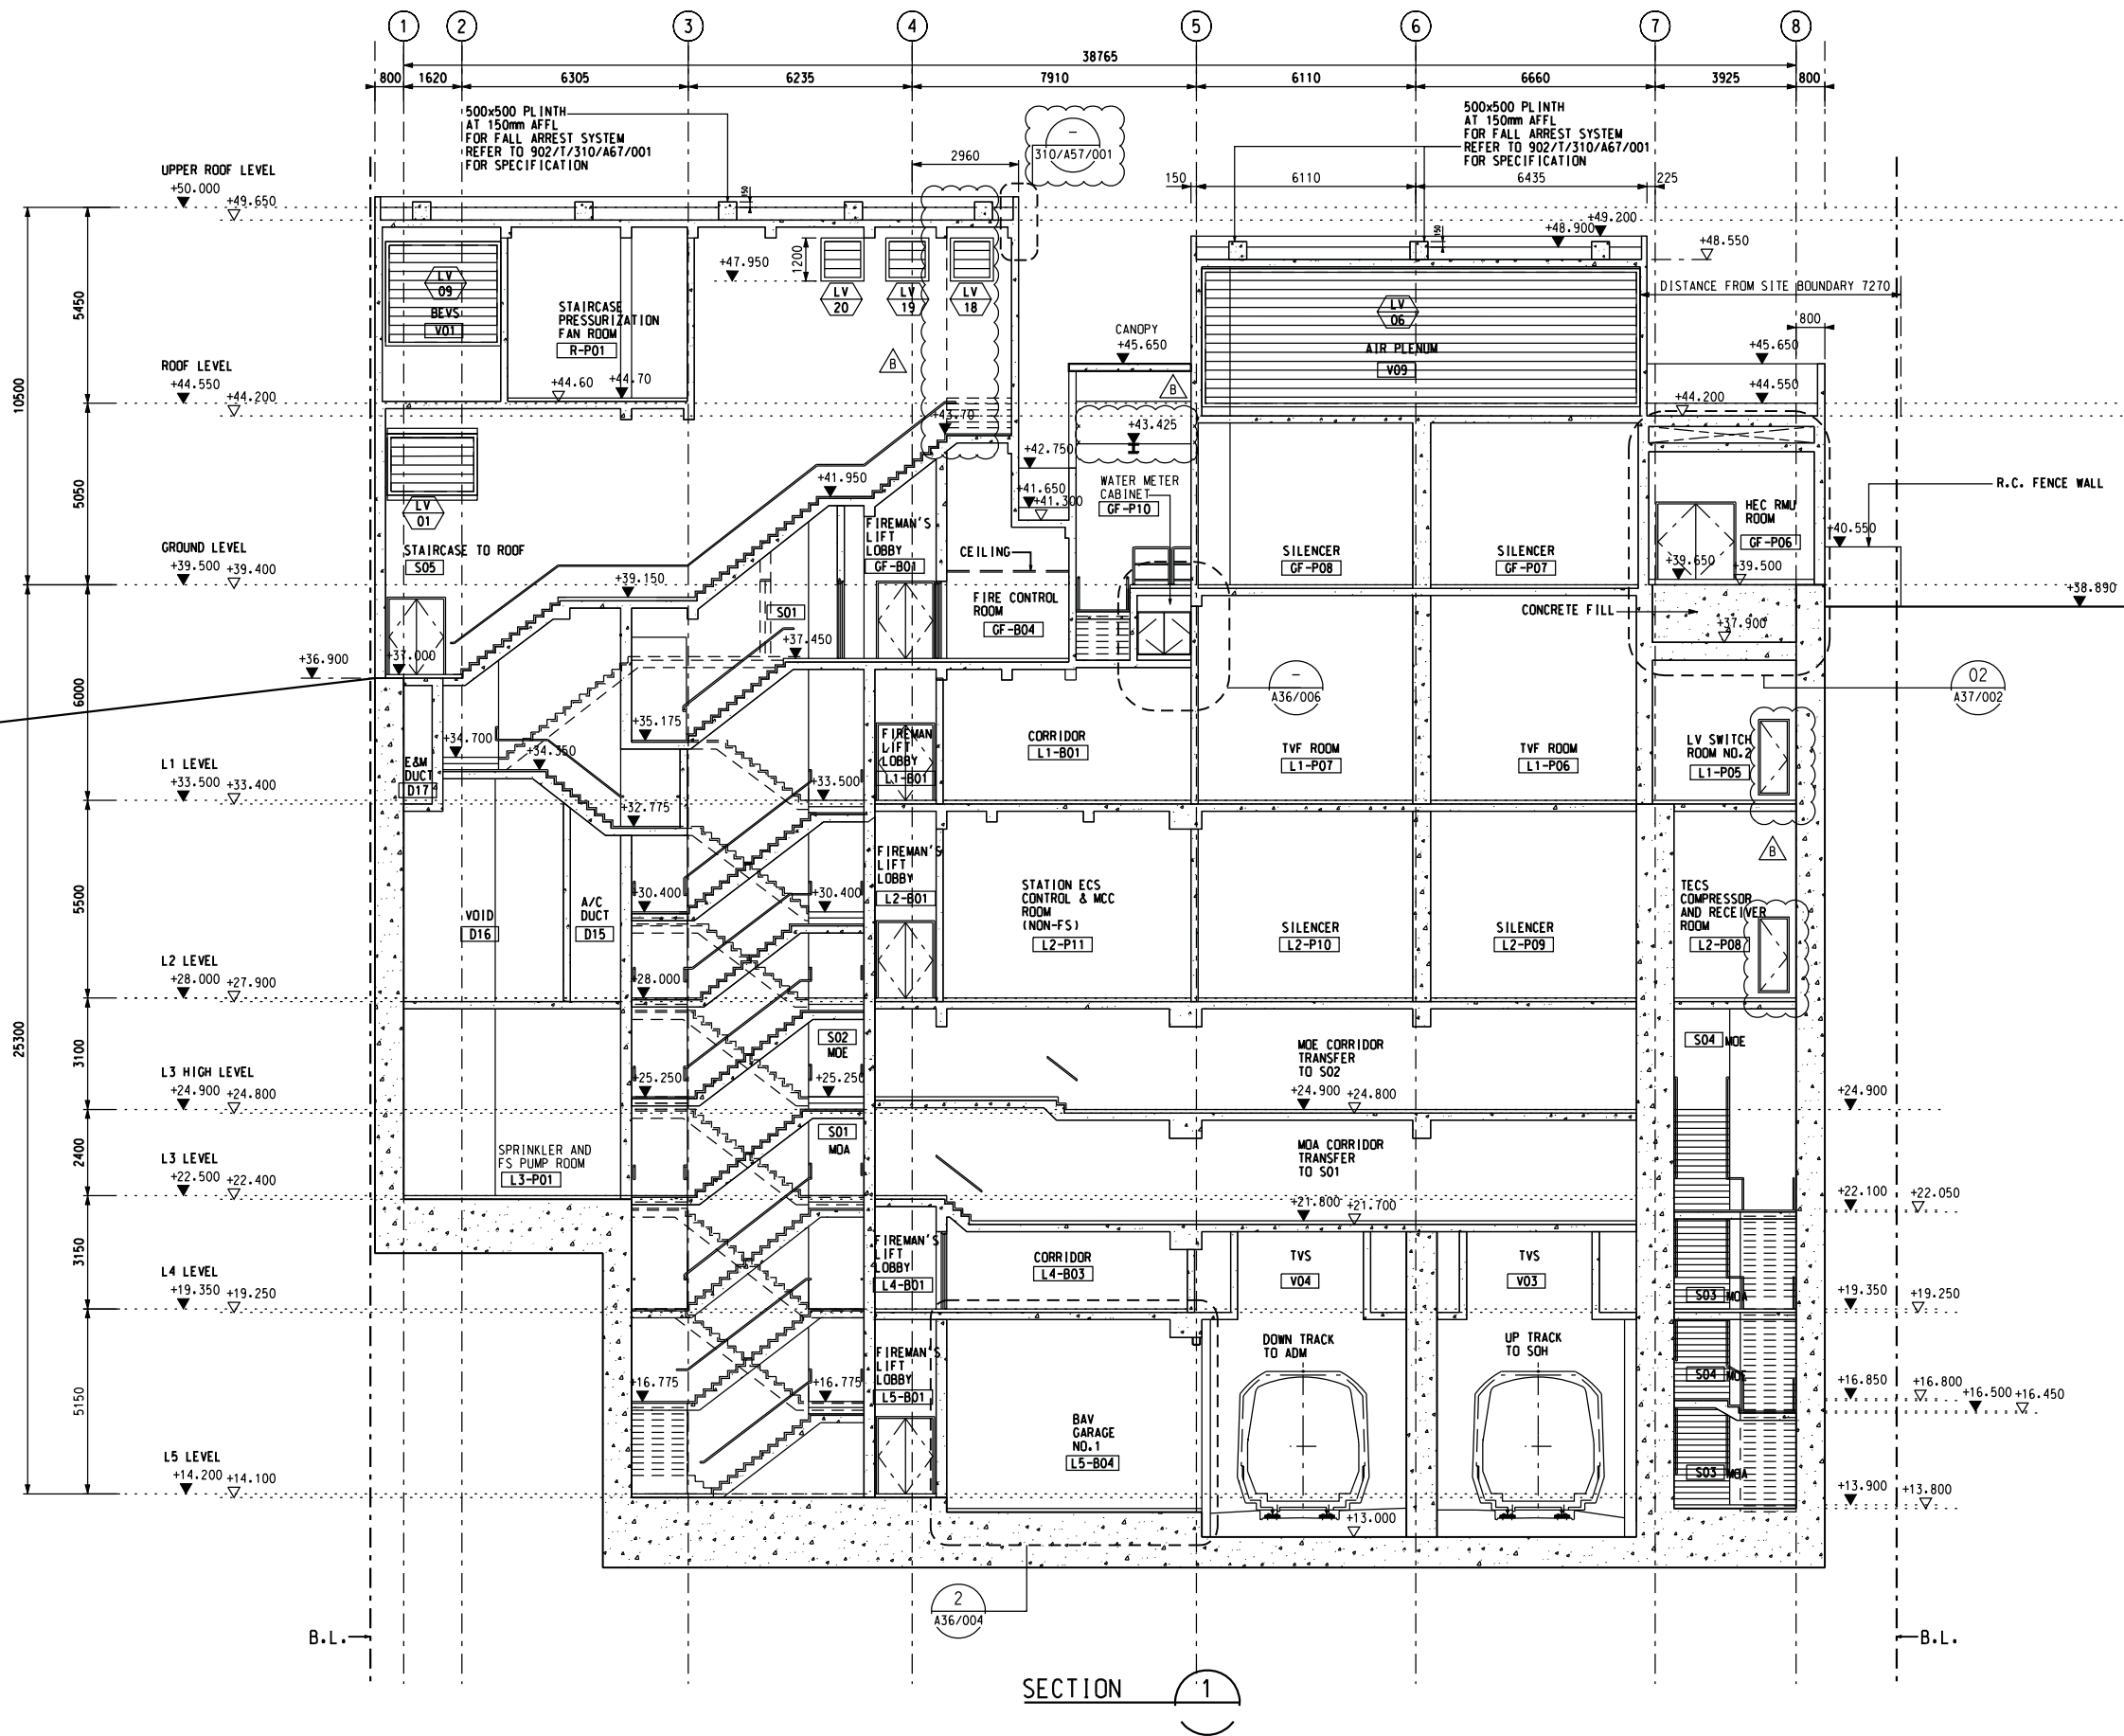 1 2 3 4 5 6 7 8
38765
800 1620 6305 6235 7910 6110 6660 3925 800
500x500 PLINTH
AT 150mm AFFL
FOR FALL ARREST SYSTEM
REFER TO 902/T/310/A67/001
FOR SPECIFICATION
500x500 PLINTH
AT 150mm AFFL
FOR FALL ARREST SYSTEM
REFER TO 902/T/310/A67/001
FOR SPECIFICATION
-
310/A57/001
2960
150 6110 6435 225
UPPER ROOF LEVEL
+50.000 +49.650
150
150
+49.200
+48.900
+48.550
DISTANCE FROM SITE BOUNDARY 7270
800
5450
10500
1200
+47.950
LV
09
BEVS
V01
STAIRCASE
PRESSURIZATION
FAN ROOM
R-P01
LV
20
LV
19
LV
18
LV
06
AIR PLENUM
V09
CANOPY
+45.650
+45.650
B
B
ROOF LEVEL
+44.550 +44.200
+44.60 +44.70
+44.550
+44.200
+43.70
+43.425
+42.750
+41.950
+41.650
+41.300
5050
LV
01
STAIRCASE TO ROOF
S05
FIREMAN'S
LIFT
LOBBY
GF-B01
CEILING
WATER METER
CABINET
GF-P10
SILENCER
GF-P08
SILENCER
GF-P07
HEC RMU
ROOM
GF-P06
R.C. FENCE WALL
+40.550
GROUND LEVEL
+39.500 +39.400
+39.150
+39.650
+39.500
+38.890
S01
FIRE CONTROL
ROOM
GF-B04
CONCRETE FILL
+37.900
+37.450
+36.900
+37.000
-
A36/006
02
A37/002
6000
+35.175
+34.700
+34.350
E&M
DUCT
D17
FIREMAN
LIFT
LOBBY
L1-B01
CORRIDOR
L1-B01
TVF ROOM
L1-P07
TVF ROOM
L1-P06
LV SWITCH
ROOM NO.2
L1-P05
L1 LEVEL
+33.500 +33.400
+33.500
+32.775
B
5500
25300
VOID
D16
A/C
DUCT
D15
+30.400
+30.400
FIREMAN'S
LIFT
LOBBY
L2-B01
STATION ECS
CONTROL & MCC
ROOM
(NON-FS)
L2-P11
SILENCER
L2-P10
SILENCER
L2-P09
TECS
COMPRESSOR
AND RECEIVER
ROOM
L2-P08
L2 LEVEL
+28.000 +27.900
+28.000
3100
S02
MOE
MOE CORRIDOR
TRANSFER
TO S02
+24.900 +24.800
S04 MOE
L3 HIGH LEVEL
+24.900 +24.800
+25.250
+25.250
+24.900
2400
S01
MOA
MOA CORRIDOR
TRANSFER
TO S01
+21.800 +21.700
SPRINKLER AND
FS PUMP ROOM
L3-P01
L3 LEVEL
+22.500 +22.400
+22.100 +22.050
3150
FIREMAN'S
LIFT
LOBBY
L4-B01
CORRIDOR
L4-B03
TVS
V04
TVS
V03
S03 MOA
L4 LEVEL
+19.350 +19.250
+19.350 +19.250
5150
FIREMAN'S
LIFT
LOBBY
L5-B01
DOWN TRACK
TO ADM
UP TRACK
TO SOH
S04 MOE
+16.775
+16.775
+16.850 +16.800
+16.500 +16.450
BAV
GARAGE
NO.1
L5-B04
S03 MOA
L5 LEVEL
+14.200 +14.100
+13.900 +13.800
+13.000
2
A36/004
B.L.
B.L.
SECTION 1